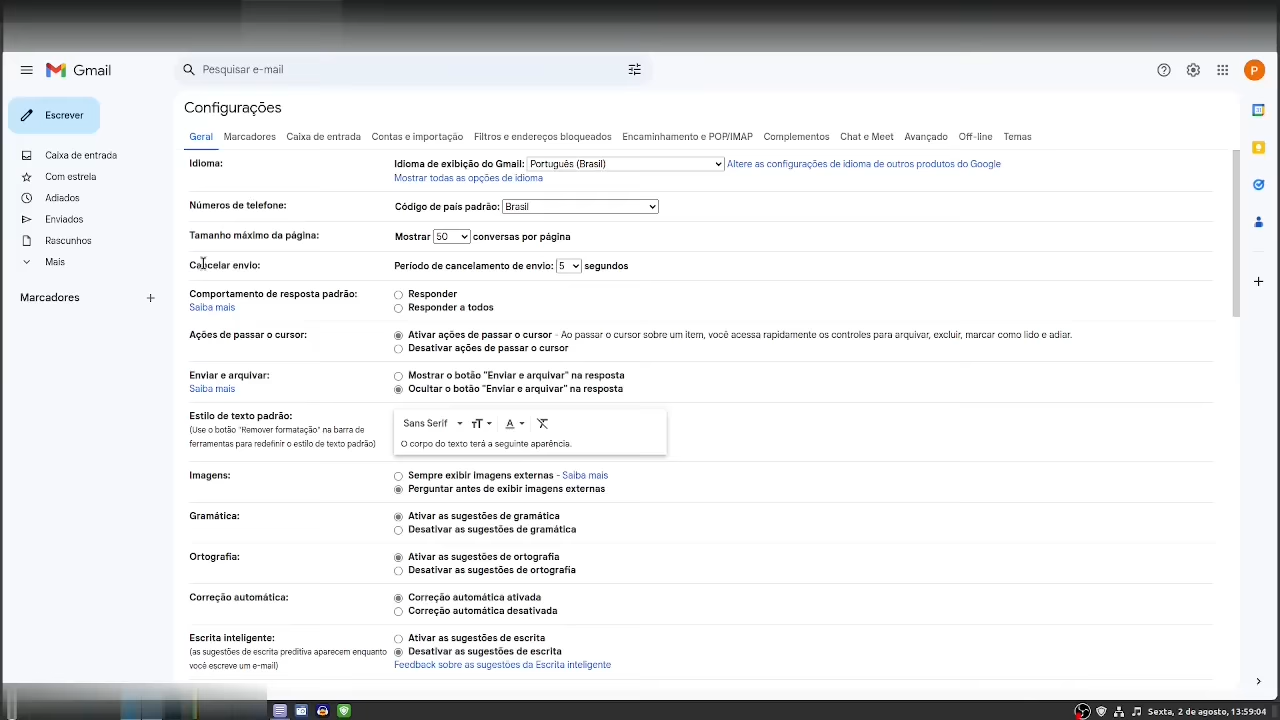 Gmail
Pesquisar e-mail
P
Escrever
Caixa de entrada
Com estrela
Adiados
Enviados
Rascunhos
Mais
Marcadores
Configurações
Geral Marcadores Caixa de entrada Contas e importação Filtros e endereços bloqueados Encaminhamento e POP/IMAP Complementos Chat e Meet Avançado Off-line Temas
Idioma: Idioma de exibição do Gmail: Português (Brasil) Altere as configurações de idioma de outros produtos do Google
Mostrar todas as opções de idioma
Números de telefone: Código de país padrão: Brasil
Tamanho máximo da página: Mostrar 50 conversas por página
Cancelar envio: Período de cancelamento de envio: 5 segundos
Comportamento de resposta padrão: Responder
Saiba mais Responder a todos
Ações de passar o cursor: Ativar ações de passar o cursor - Ao passar o cursor sobre um item, você acessa rapidamente os controles para arquivar, excluir, marcar como lido e adiar.
Desativar ações de passar o cursor
Enviar e arquivar: Mostrar o botão "Enviar e arquivar" na resposta
Saiba mais Ocultar o botão "Enviar e arquivar" na resposta
Estilo de texto padrão: Sans Serif
(Use o botão "Remover formatação" na barra de
ferramentas para redefinir o estilo de texto padrão) O corpo do texto terá a seguinte aparência.
Imagens: Sempre exibir imagens externas - Saiba mais
Perguntar antes de exibir imagens externas
Gramática: Ativar as sugestões de gramática
Desativar as sugestões de gramática
Ortografia: Ativar as sugestões de ortografia
Desativar as sugestões de ortografia
Correção automática: Correção automática ativada
Correção automática desativada
Escrita inteligente: Ativar as sugestões de escrita
(as sugestões de escrita preditiva aparecem enquanto Desativar as sugestões de escrita
você escreve um e-mail) Feedback sobre as sugestões da Escrita inteligente
Sexta, 2 de agosto, 13:59:04